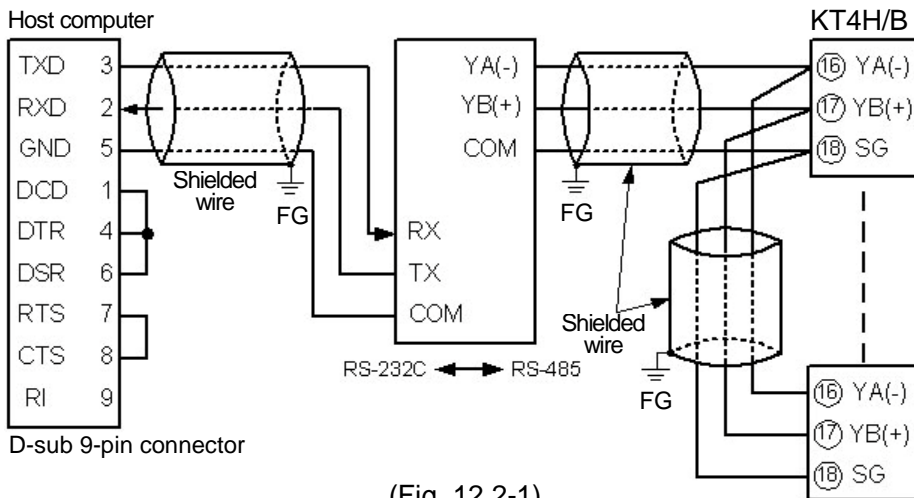 Host computer
TXD 3
RXD 2
GND 5
DCD 1
DTR 4
DSR 6
RTS 7
CTS 8
RI 9
D-sub 9-pin connector
Shielded
wire
FG
YA(-)
YB(+)
COM
RX
TX
COM
RS-232C RS-485
FG
Shielded
wire
FG
KT4H/B
16 YA(-)
17 YB(+)
18 SG
16 YA(-)
17 YB(+)
18 SG
(Fig. 12.2-1)